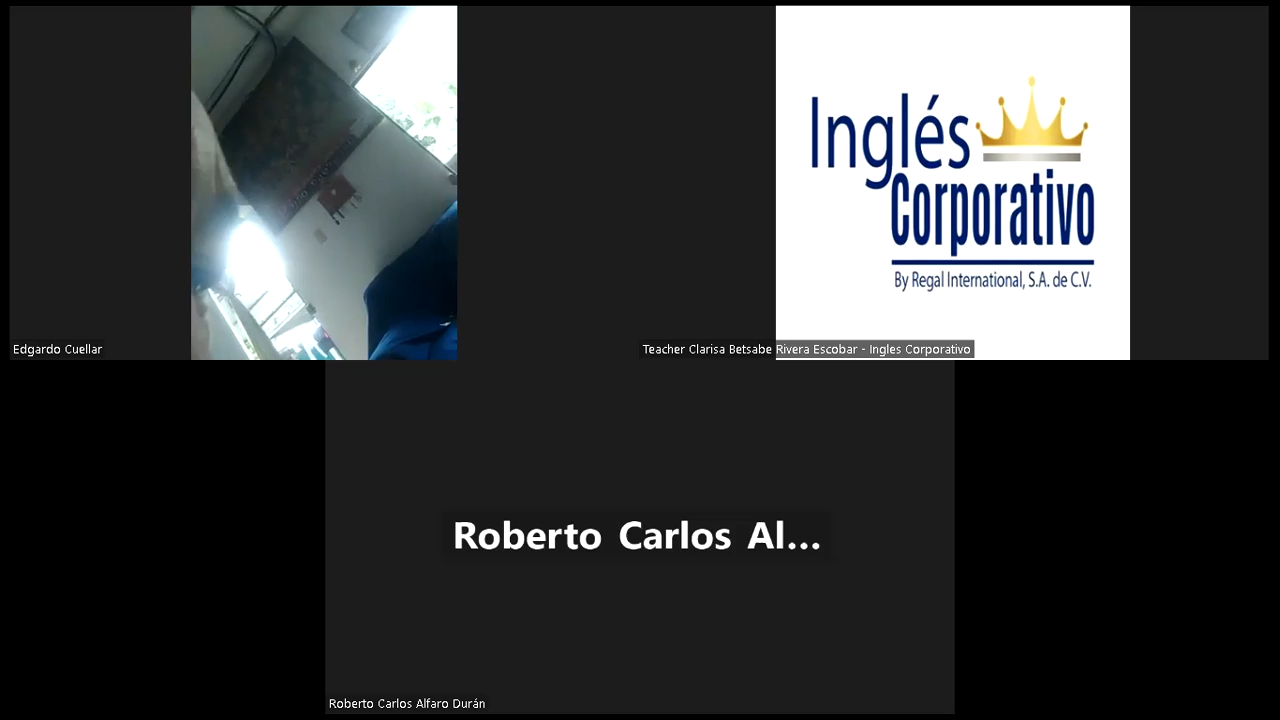 Edgardo Cuellar
Inglés
Corporativo
By Regal International, S.A. de C.V.
Teacher Clarisa Betsabe Rivera Escobar - Ingles Corporativo
Roberto Carlos Al...
Roberto Carlos Alfaro Durán